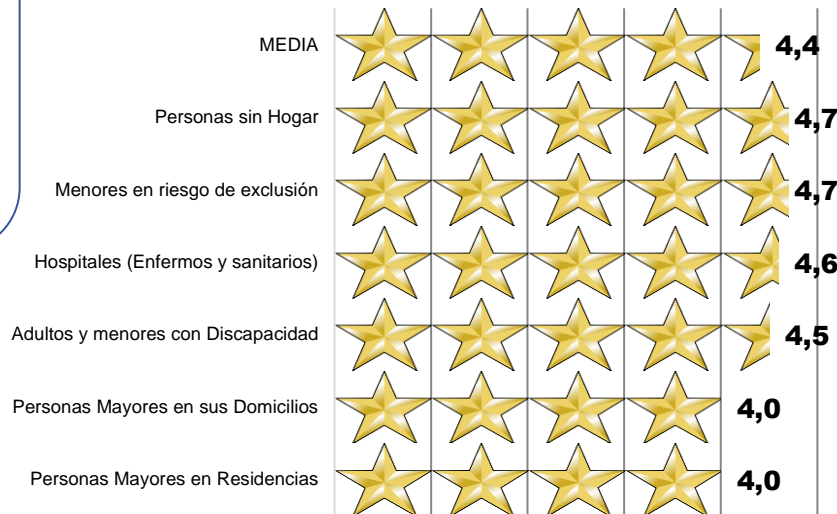 MEDIA 4,4
Personas sin Hogar 4,7
Menores en riesgo de exclusión 4,7
Hospitales (Enfermos y sanitarios) 4,6
Adultos y menores con Discapacidad 4,5
Personas Mayores en sus Domicilios 4,0
Personas Mayores en Residencias 4,0